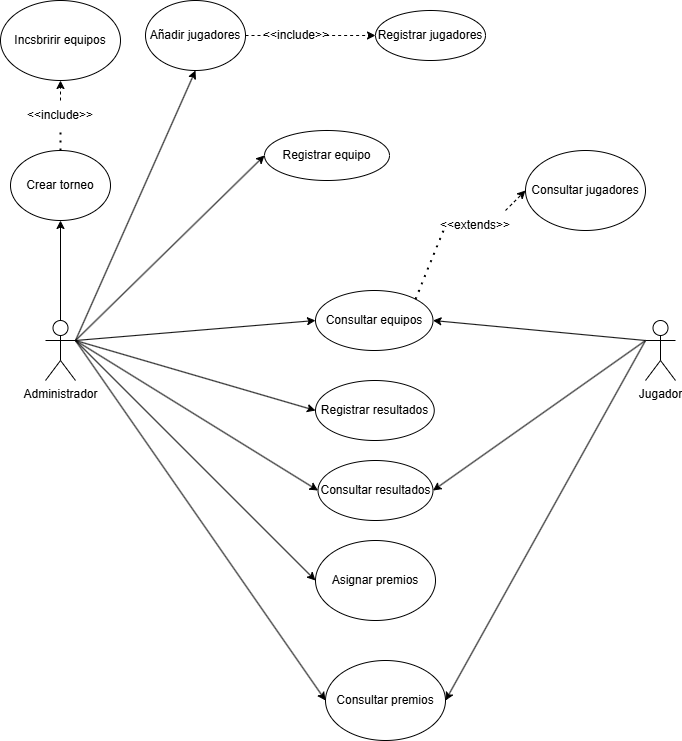 Incsbririr equipos
Añadir jugadores
<<include>>
Registrar jugadores
<<include>>
Registrar equipo
Crear torneo
Consultar jugadores
<<extends>>
Consultar equipos
Administrador
Jugador
Registrar resultados
Consultar resultados
Asignar premios
Consultar premios